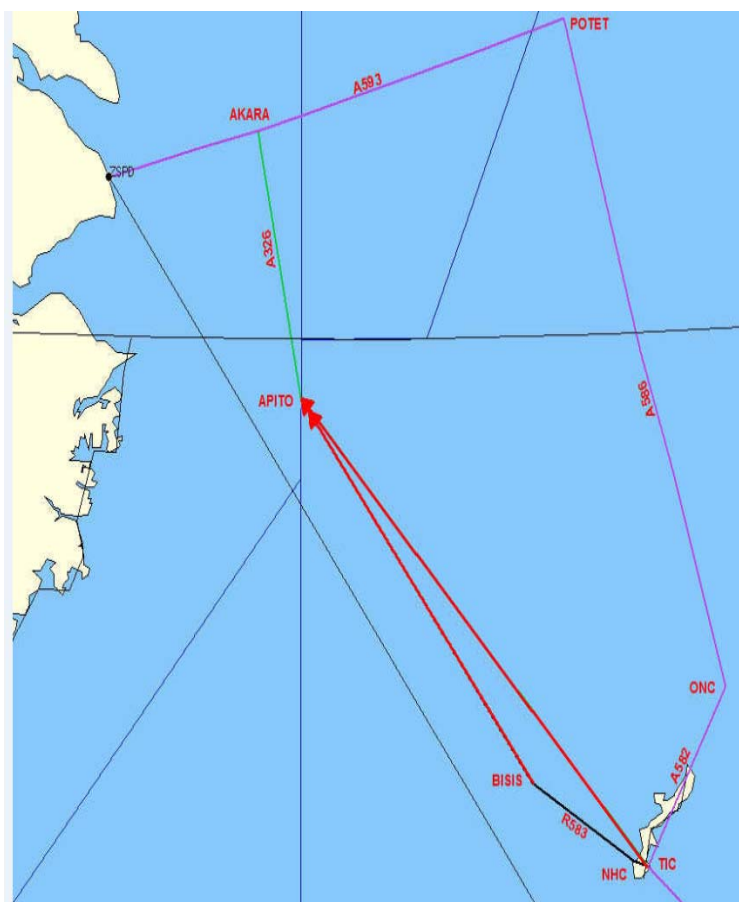 POTET
A593
AKARA
ZSPD
A326
APITO
A586
ONC
A582
BISIS
R583
NHC
TIC